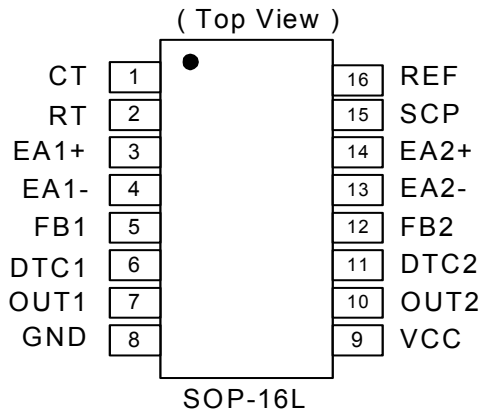 ( Top View )
CT 1 16 REF
RT 2 15 SCP
EA1+ 3 14 EA2+
EA1- 4 13 EA2-
FB1 5 12 FB2
DTC1 6 11 DTC2
OUT1 7 10 OUT2
GND 8 9 VCC
SOP-16L